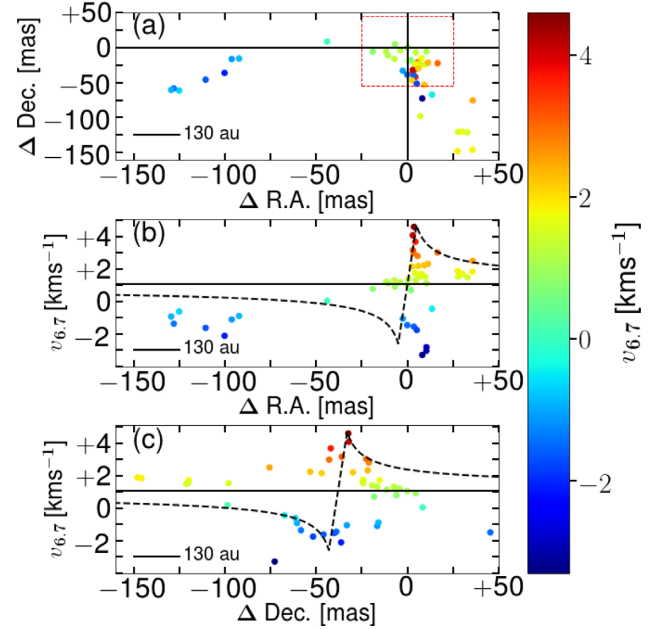 (a)
+50
0
−50
−100
−150
Δ Dec. [mas]
130 au
−150 −100 −50 0 +50
Δ R.A. [mas]
(b)
+4
+2
0
−2
v6.7 [kms−1]
130 au
−150 −100 −50 0 +50
Δ R.A. [mas]
(c)
+4
+2
0
−2
v6.7 [kms−1]
130 au
−150 −100 −50 0 +50
Δ Dec. [mas]
4
2
0
−2
v6.7 [kms−1]